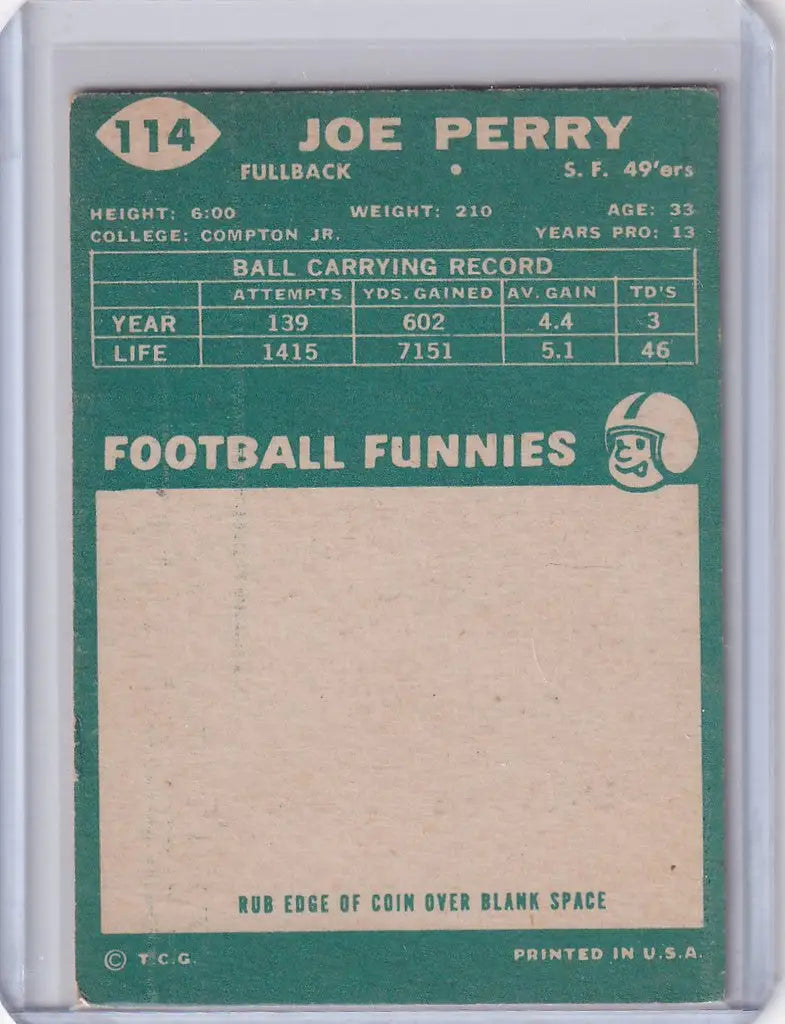 114 JOE PERRY
FULLBACK • S. F. 49'ers
HEIGHT: 6:00 WEIGHT: 210 AGE: 33
COLLEGE: COMPTON JR. YEARS PRO: 13
BALL CARRYING RECORD
ATTEMPTS YDS. GAINED AV. GAIN TD'S
YEAR 139 602 4.4 3
LIFE 1415 7151 5.1 46
FOOTBALL FUNNIES
RUB EDGE OF COIN OVER BLANK SPACE
© T.C.G. PRINTED IN U.S.A.